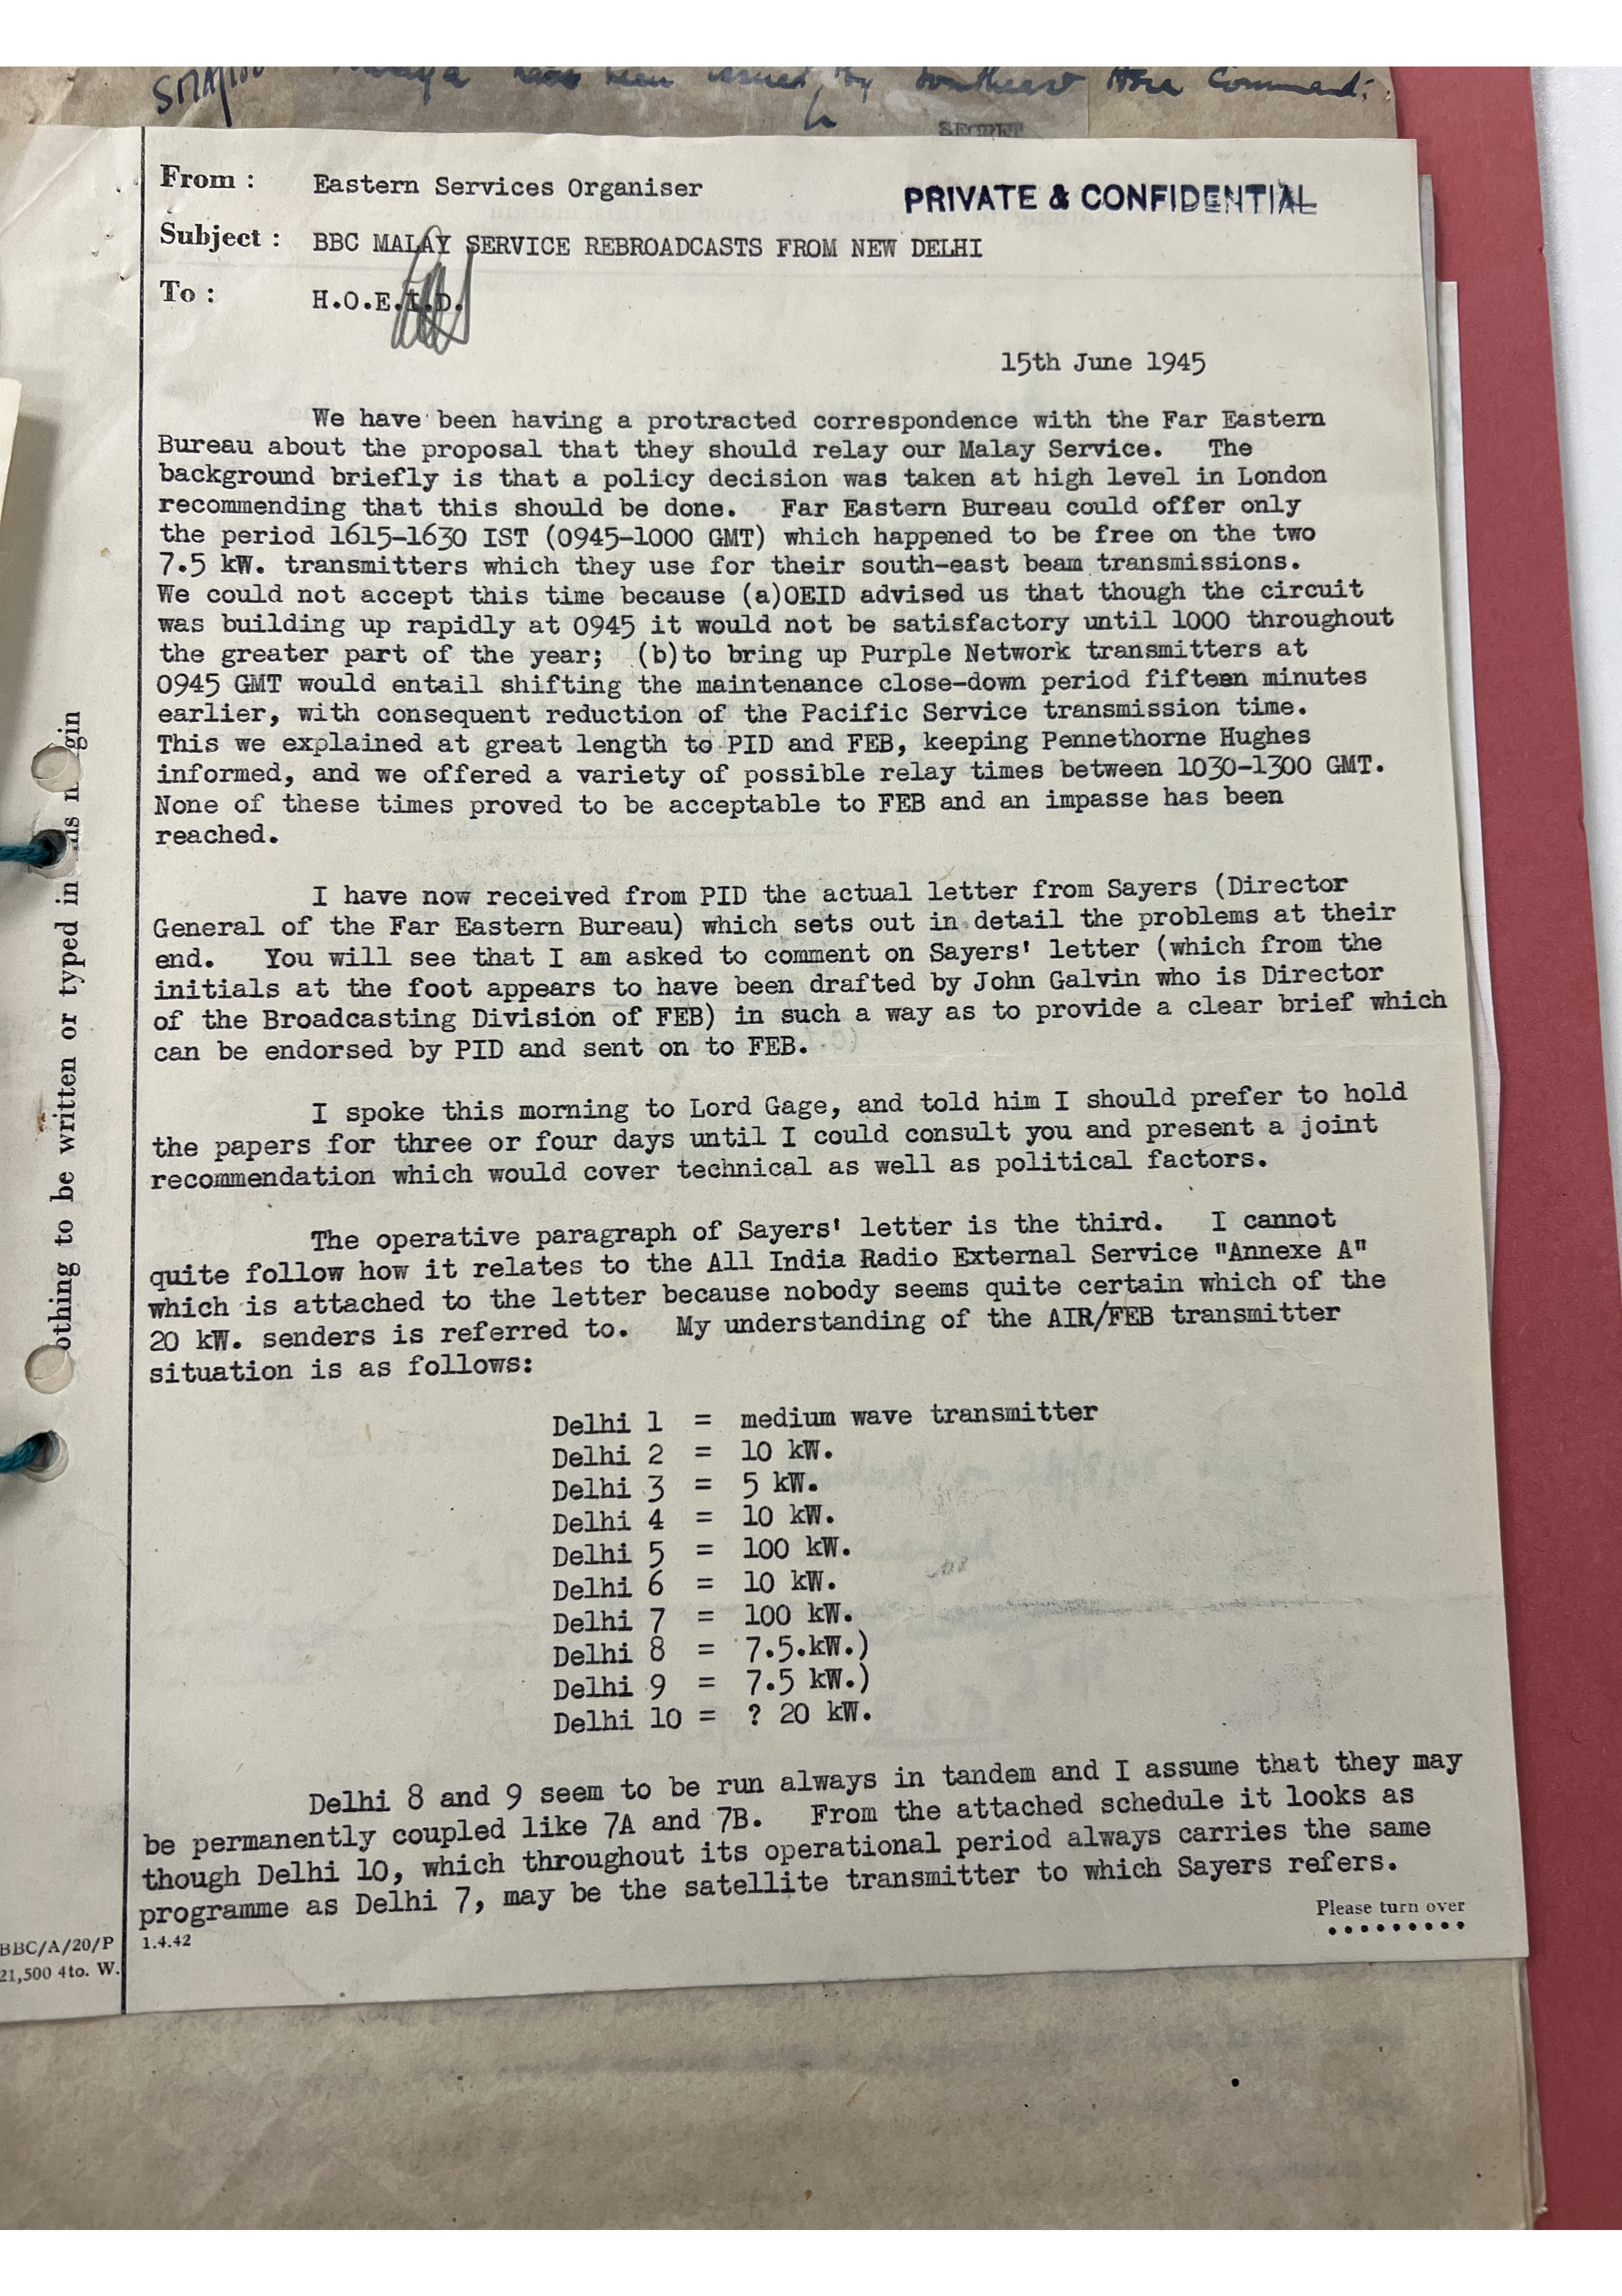 have been issued by Southeast Asia Command:
SECRET
From : Eastern Services Organiser
PRIVATE & CONFIDENTIAL
Subject : BBC MALAY SERVICE REBROADCASTS FROM NEW DELHI
To : H.O.E.I.D.
15th June 1945
We have been having a protracted correspondence with the Far Eastern
Bureau about the proposal that they should relay our Malay Service. The
background briefly is that a policy decision was taken at high level in London
recommending that this should be done. Far Eastern Bureau could offer only
the period 1615-1630 IST (0945-1000 GMT) which happened to be free on the two
7.5 kW. transmitters which they use for their south-east beam transmissions.
We could not accept this time because (a)OEID advised us that though the circuit
was building up rapidly at 0945 it would not be satisfactory until 1000 throughout
the greater part of the year; (b)to bring up Purple Network transmitters at
0945 GMT would entail shifting the maintenance close-down period fifteen minutes
earlier, with consequent reduction of the Pacific Service transmission time.
This we explained at great length to PID and FEB, keeping Pennethorne Hughes
informed, and we offered a variety of possible relay times between 1030-1300 GMT.
None of these times proved to be acceptable to FEB and an impasse has been
reached.
I have now received from PID the actual letter from Sayers (Director
General of the Far Eastern Bureau) which sets out in detail the problems at their
end. You will see that I am asked to comment on Sayers' letter (which from the
initials at the foot appears to have been drafted by John Galvin who is Director
of the Broadcasting Division of FEB) in such a way as to provide a clear brief which
can be endorsed by PID and sent on to FEB.
I spoke this morning to Lord Gage, and told him I should prefer to hold
the papers for three or four days until I could consult you and present a joint
recommendation which would cover technical as well as political factors.
The operative paragraph of Sayers' letter is the third. I cannot
quite follow how it relates to the All India Radio External Service "Annexe A"
which is attached to the letter because nobody seems quite certain which of the
20 kW. senders is referred to. My understanding of the AIR/FEB transmitter
situation is as follows:
Delhi 1 = medium wave transmitter
Delhi 2 = 10 kW.
Delhi 3 = 5 kW.
Delhi 4 = 10 kW.
Delhi 5 = 100 kW.
Delhi 6 = 10 kW.
Delhi 7 = 100 kW.
Delhi 8 = 7.5.kW.)
Delhi 9 = 7.5 kW.)
Delhi 10 = ? 20 kW.
Delhi 8 and 9 seem to be run always in tandem and I assume that they may
be permanently coupled like 7A and 7B. From the attached schedule it looks as
though Delhi 10, which throughout its operational period always carries the same
programme as Delhi 7, may be the satellite transmitter to which Sayers refers.
Please turn over
.........
BBC/A/20/P 1.4.42
21,500 4to. W.
othing to be written or typed in gin